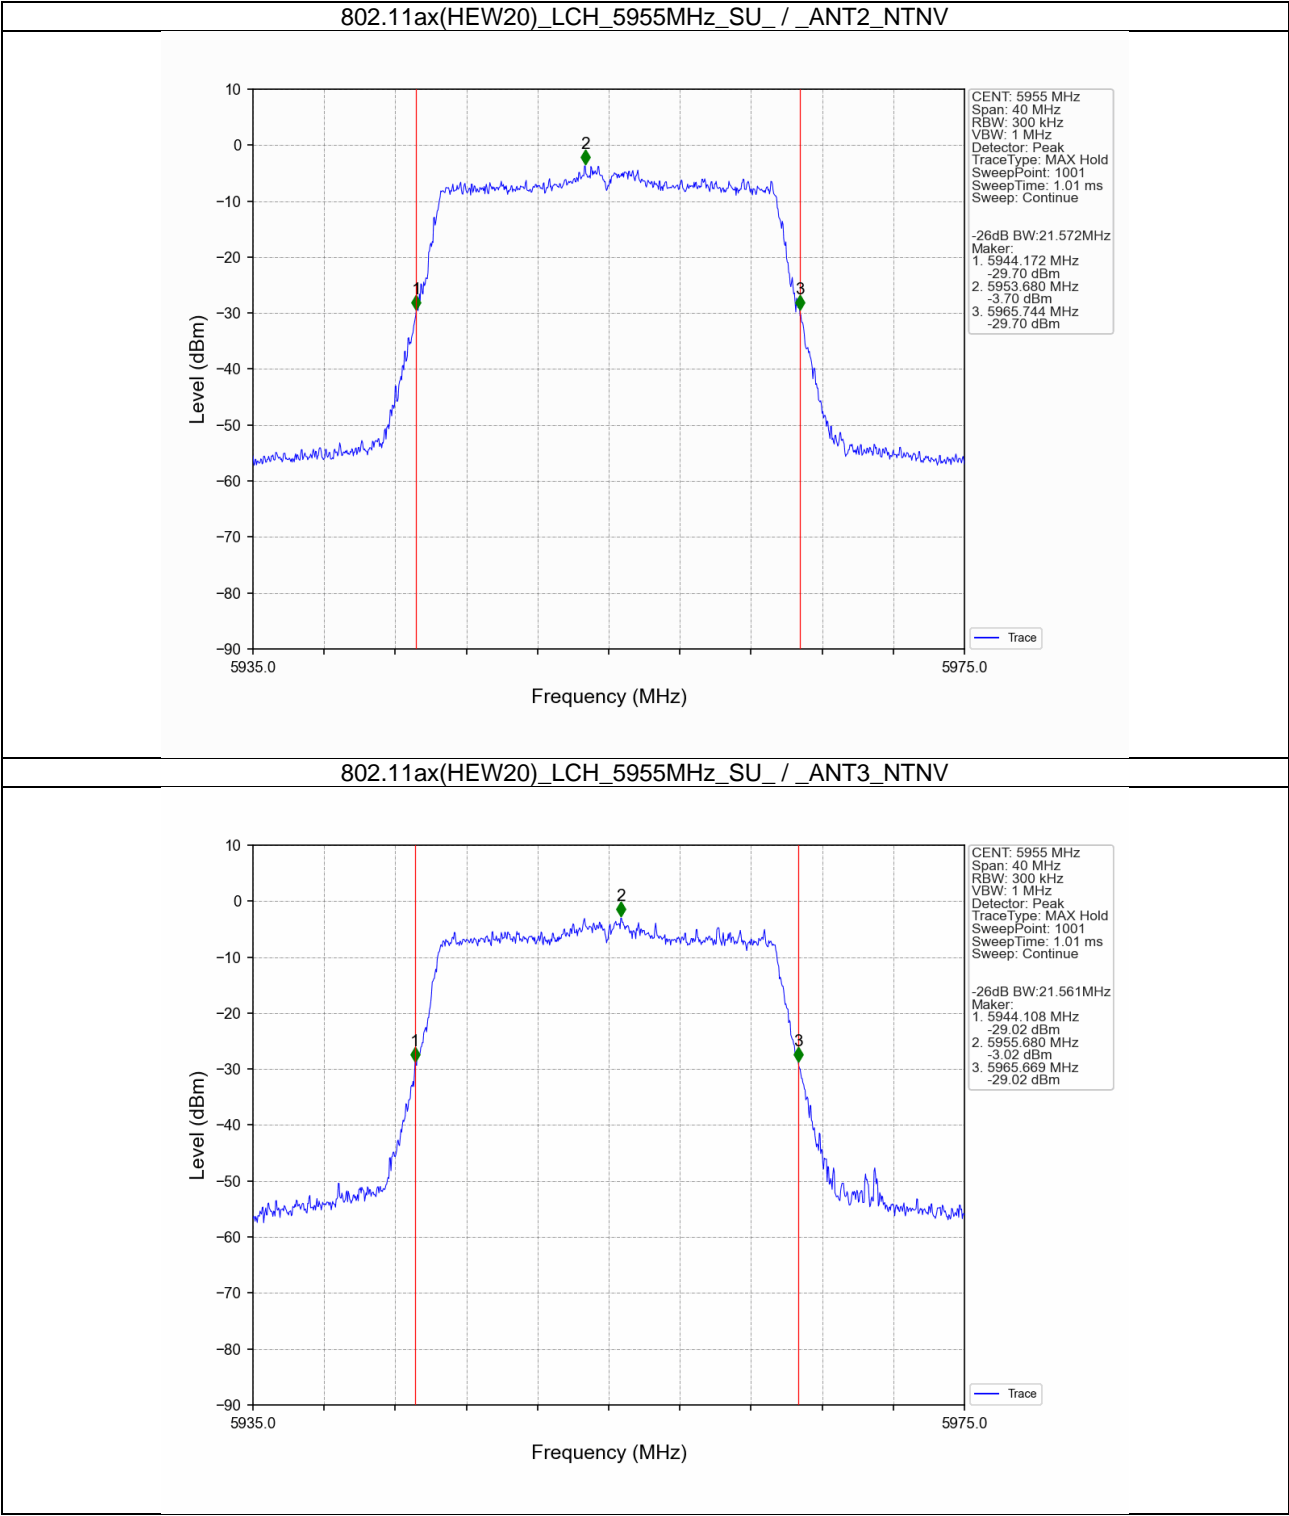 802.11ax(HEW20)_LCH_5955MHz_SU_ / _ANT2_NTNV
10
0
−10
−20
−30
−40
−50
−60
−70
−80
−90
Level (dBm)
1
2
3
5935.0
5975.0
Frequency (MHz)
CENT: 5955 MHz
Span: 40 MHz
RBW: 300 kHz
VBW: 1 MHz
Detector: Peak
TraceType: MAX Hold
SweepPoint: 1001
SweepTime: 1.01 ms
Sweep: Continue
-26dB BW:21.572MHz
Maker:
1. 5944.172 MHz
-29.70 dBm
2. 5953.680 MHz
-3.70 dBm
3. 5965.744 MHz
-29.70 dBm
Trace
802.11ax(HEW20)_LCH_5955MHz_SU_ / _ANT3_NTNV
10
0
−10
−20
−30
−40
−50
−60
−70
−80
−90
Level (dBm)
1
2
3
5935.0
5975.0
Frequency (MHz)
CENT: 5955 MHz
Span: 40 MHz
RBW: 300 kHz
VBW: 1 MHz
Detector: Peak
TraceType: MAX Hold
SweepPoint: 1001
SweepTime: 1.01 ms
Sweep: Continue
-26dB BW:21.561MHz
Maker:
1. 5944.108 MHz
-29.02 dBm
2. 5955.680 MHz
-3.02 dBm
3. 5965.669 MHz
-29.02 dBm
Trace